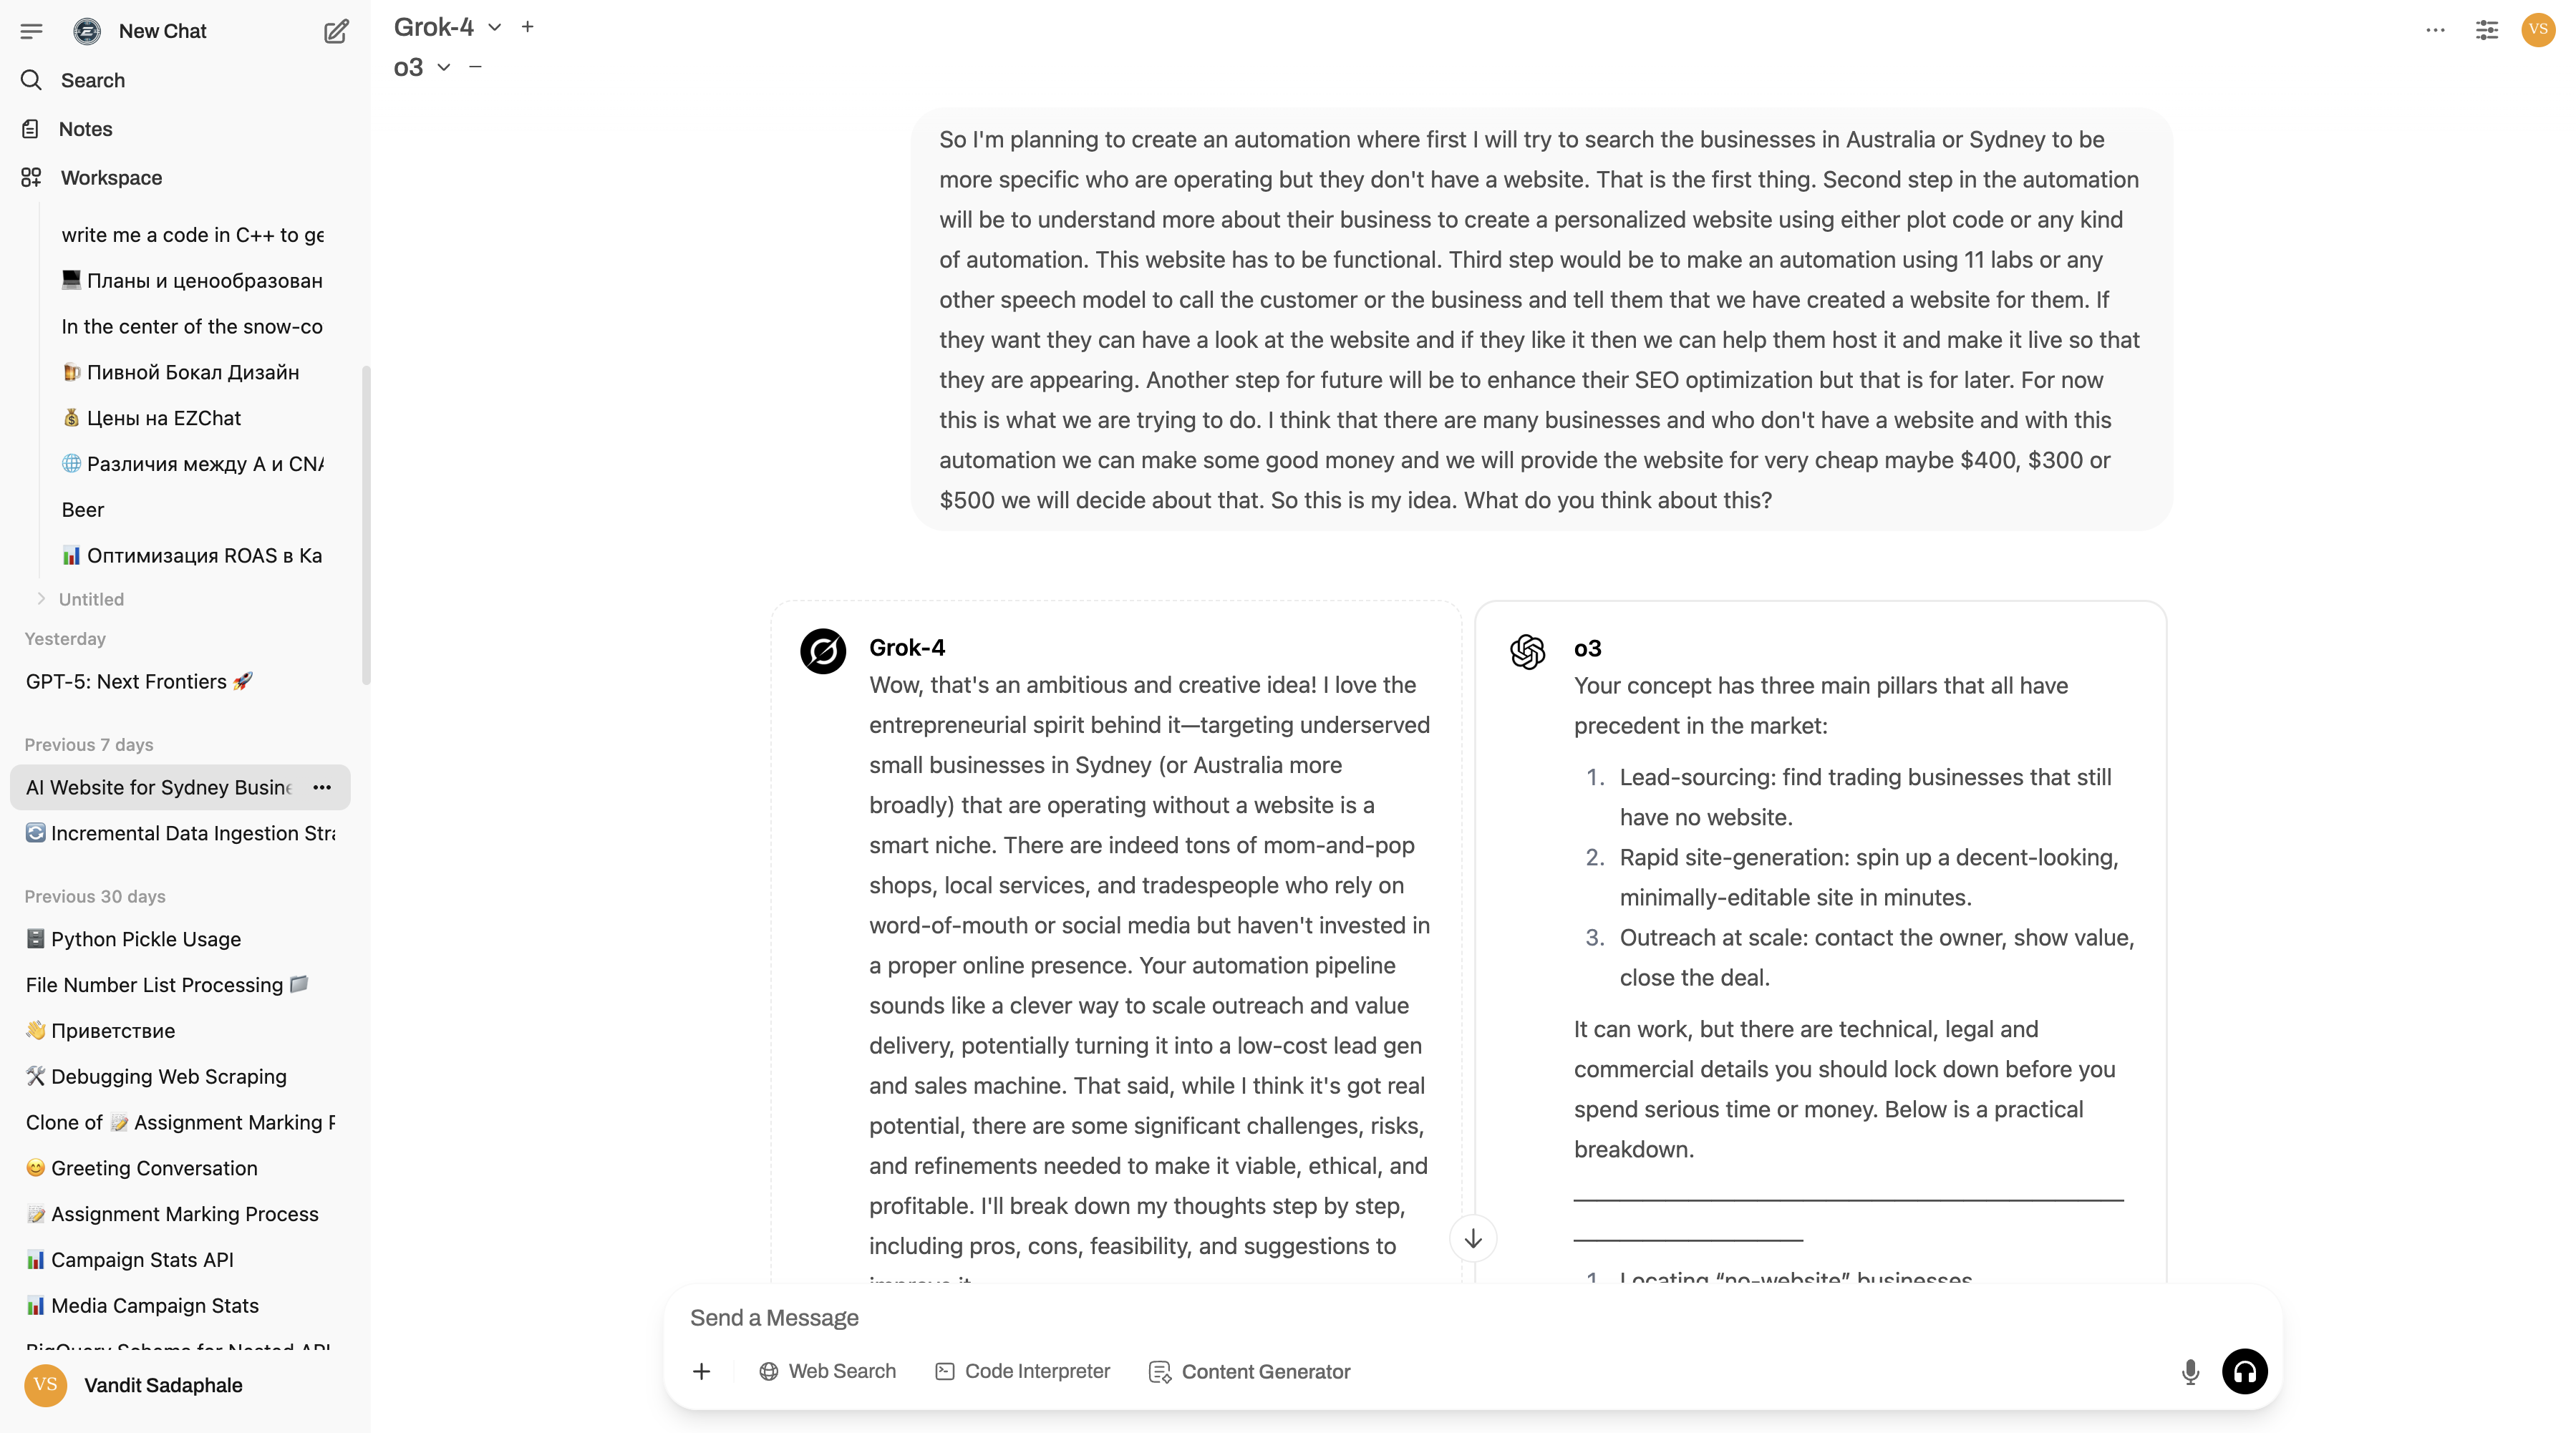 New Chat
Search
Notes
Workspace
write me a code in C++ to ge
Планы и ценообразован
In the center of the snow-co
Пивной Бокал Дизайн
Цены на EZChat
Различия между A и CNA
Beer
Оптимизация ROAS в Ka
Untitled
Yesterday
GPT-5: Next Frontiers 🚀
Previous 7 days
AI Website for Sydney Busine
Incremental Data Ingestion Stra
Previous 30 days
Python Pickle Usage
File Number List Processing
Приветствие
Debugging Web Scraping
Clone of 📝 Assignment Marking P
Greeting Conversation
Assignment Marking Process
Campaign Stats API
Media Campaign Stats
BigQuery Schema for Nested API
VS
Vandit Sadaphale
Grok-4
o3
VS
So I'm planning to create an automation where first I will try to search the businesses in Australia or Sydney to be
more specific who are operating but they don't have a website. That is the first thing. Second step in the automation
will be to understand more about their business to create a personalized website using either plot code or any kind
of automation. This website has to be functional. Third step would be to make an automation using 11 labs or any
other speech model to call the customer or the business and tell them that we have created a website for them. If
they want they can have a look at the website and if they like it then we can help them host it and make it live so that
they are appearing. Another step for future will be to enhance their SEO optimization but that is for later. For now
this is what we are trying to do. I think that there are many businesses and who don't have a website and with this
automation we can make some good money and we will provide the website for very cheap maybe $400, $300 or
$500 we will decide about that. So this is my idea. What do you think about this?
Grok-4
Wow, that's an ambitious and creative idea! I love the
entrepreneurial spirit behind it—targeting underserved
small businesses in Sydney (or Australia more
broadly) that are operating without a website is a
smart niche. There are indeed tons of mom-and-pop
shops, local services, and tradespeople who rely on
word-of-mouth or social media but haven't invested in
a proper online presence. Your automation pipeline
sounds like a clever way to scale outreach and value
delivery, potentially turning it into a low-cost lead gen
and sales machine. That said, while I think it's got real
potential, there are some significant challenges, risks,
and refinements needed to make it viable, ethical, and
profitable. I'll break down my thoughts step by step,
including pros, cons, feasibility, and suggestions to
improve it.
o3
Your concept has three main pillars that all have
precedent in the market:
1. Lead-sourcing: find trading businesses that still
have no website.
2. Rapid site-generation: spin up a decent-looking,
minimally-editable site in minutes.
3. Outreach at scale: contact the owner, show value,
close the deal.
It can work, but there are technical, legal and
commercial details you should lock down before you
spend serious time or money. Below is a practical
breakdown.
1. Locating “no-website” businesses
Send a Message
Web Search
Code Interpreter
Content Generator